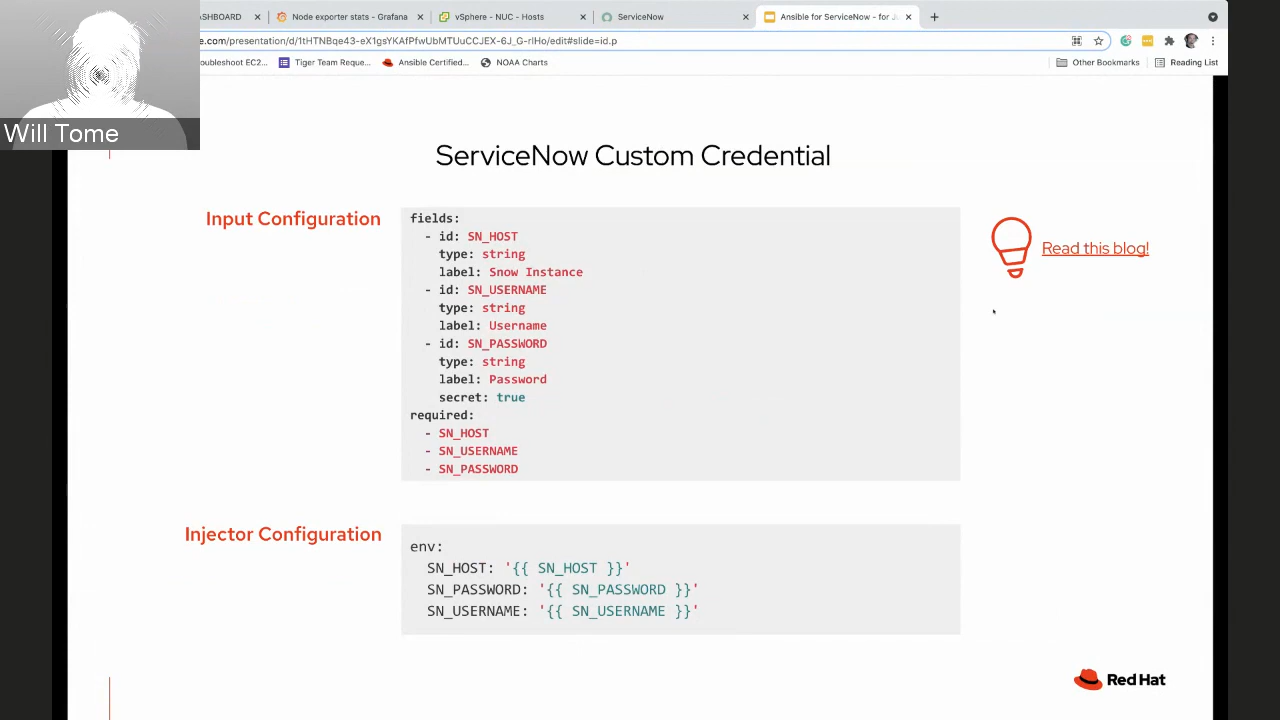 ASHBOARD
Node exporter stats - Grafana
vSphere - NUC - Hosts
ServiceNow
Ansible for ServiceNow - for J
e.com/presentation/d/1tHTNBqe43-eX1gsYKAfPfwUbMTUuCCJEX-6J_G-rIHo/edit#slide=id.p
oubleshoot EC2...
Tiger Team Reque...
Ansible Certified...
NOAA Charts
Other Bookmarks
Reading List
Will Tome
ServiceNow Custom Credential
Input Configuration
fields:
- id: SN_HOST
type: string
label: Snow Instance
- id: SN_USERNAME
type: string
label: Username
- id: SN_PASSWORD
type: string
label: Password
secret: true
required:
- SN_HOST
- SN_USERNAME
- SN_PASSWORD
Read this blog!
Injector Configuration
env:
SN_HOST: '{{ SN_HOST }}'
SN_PASSWORD: '{{ SN_PASSWORD }}'
SN_USERNAME: '{{ SN_USERNAME }}'
Red Hat